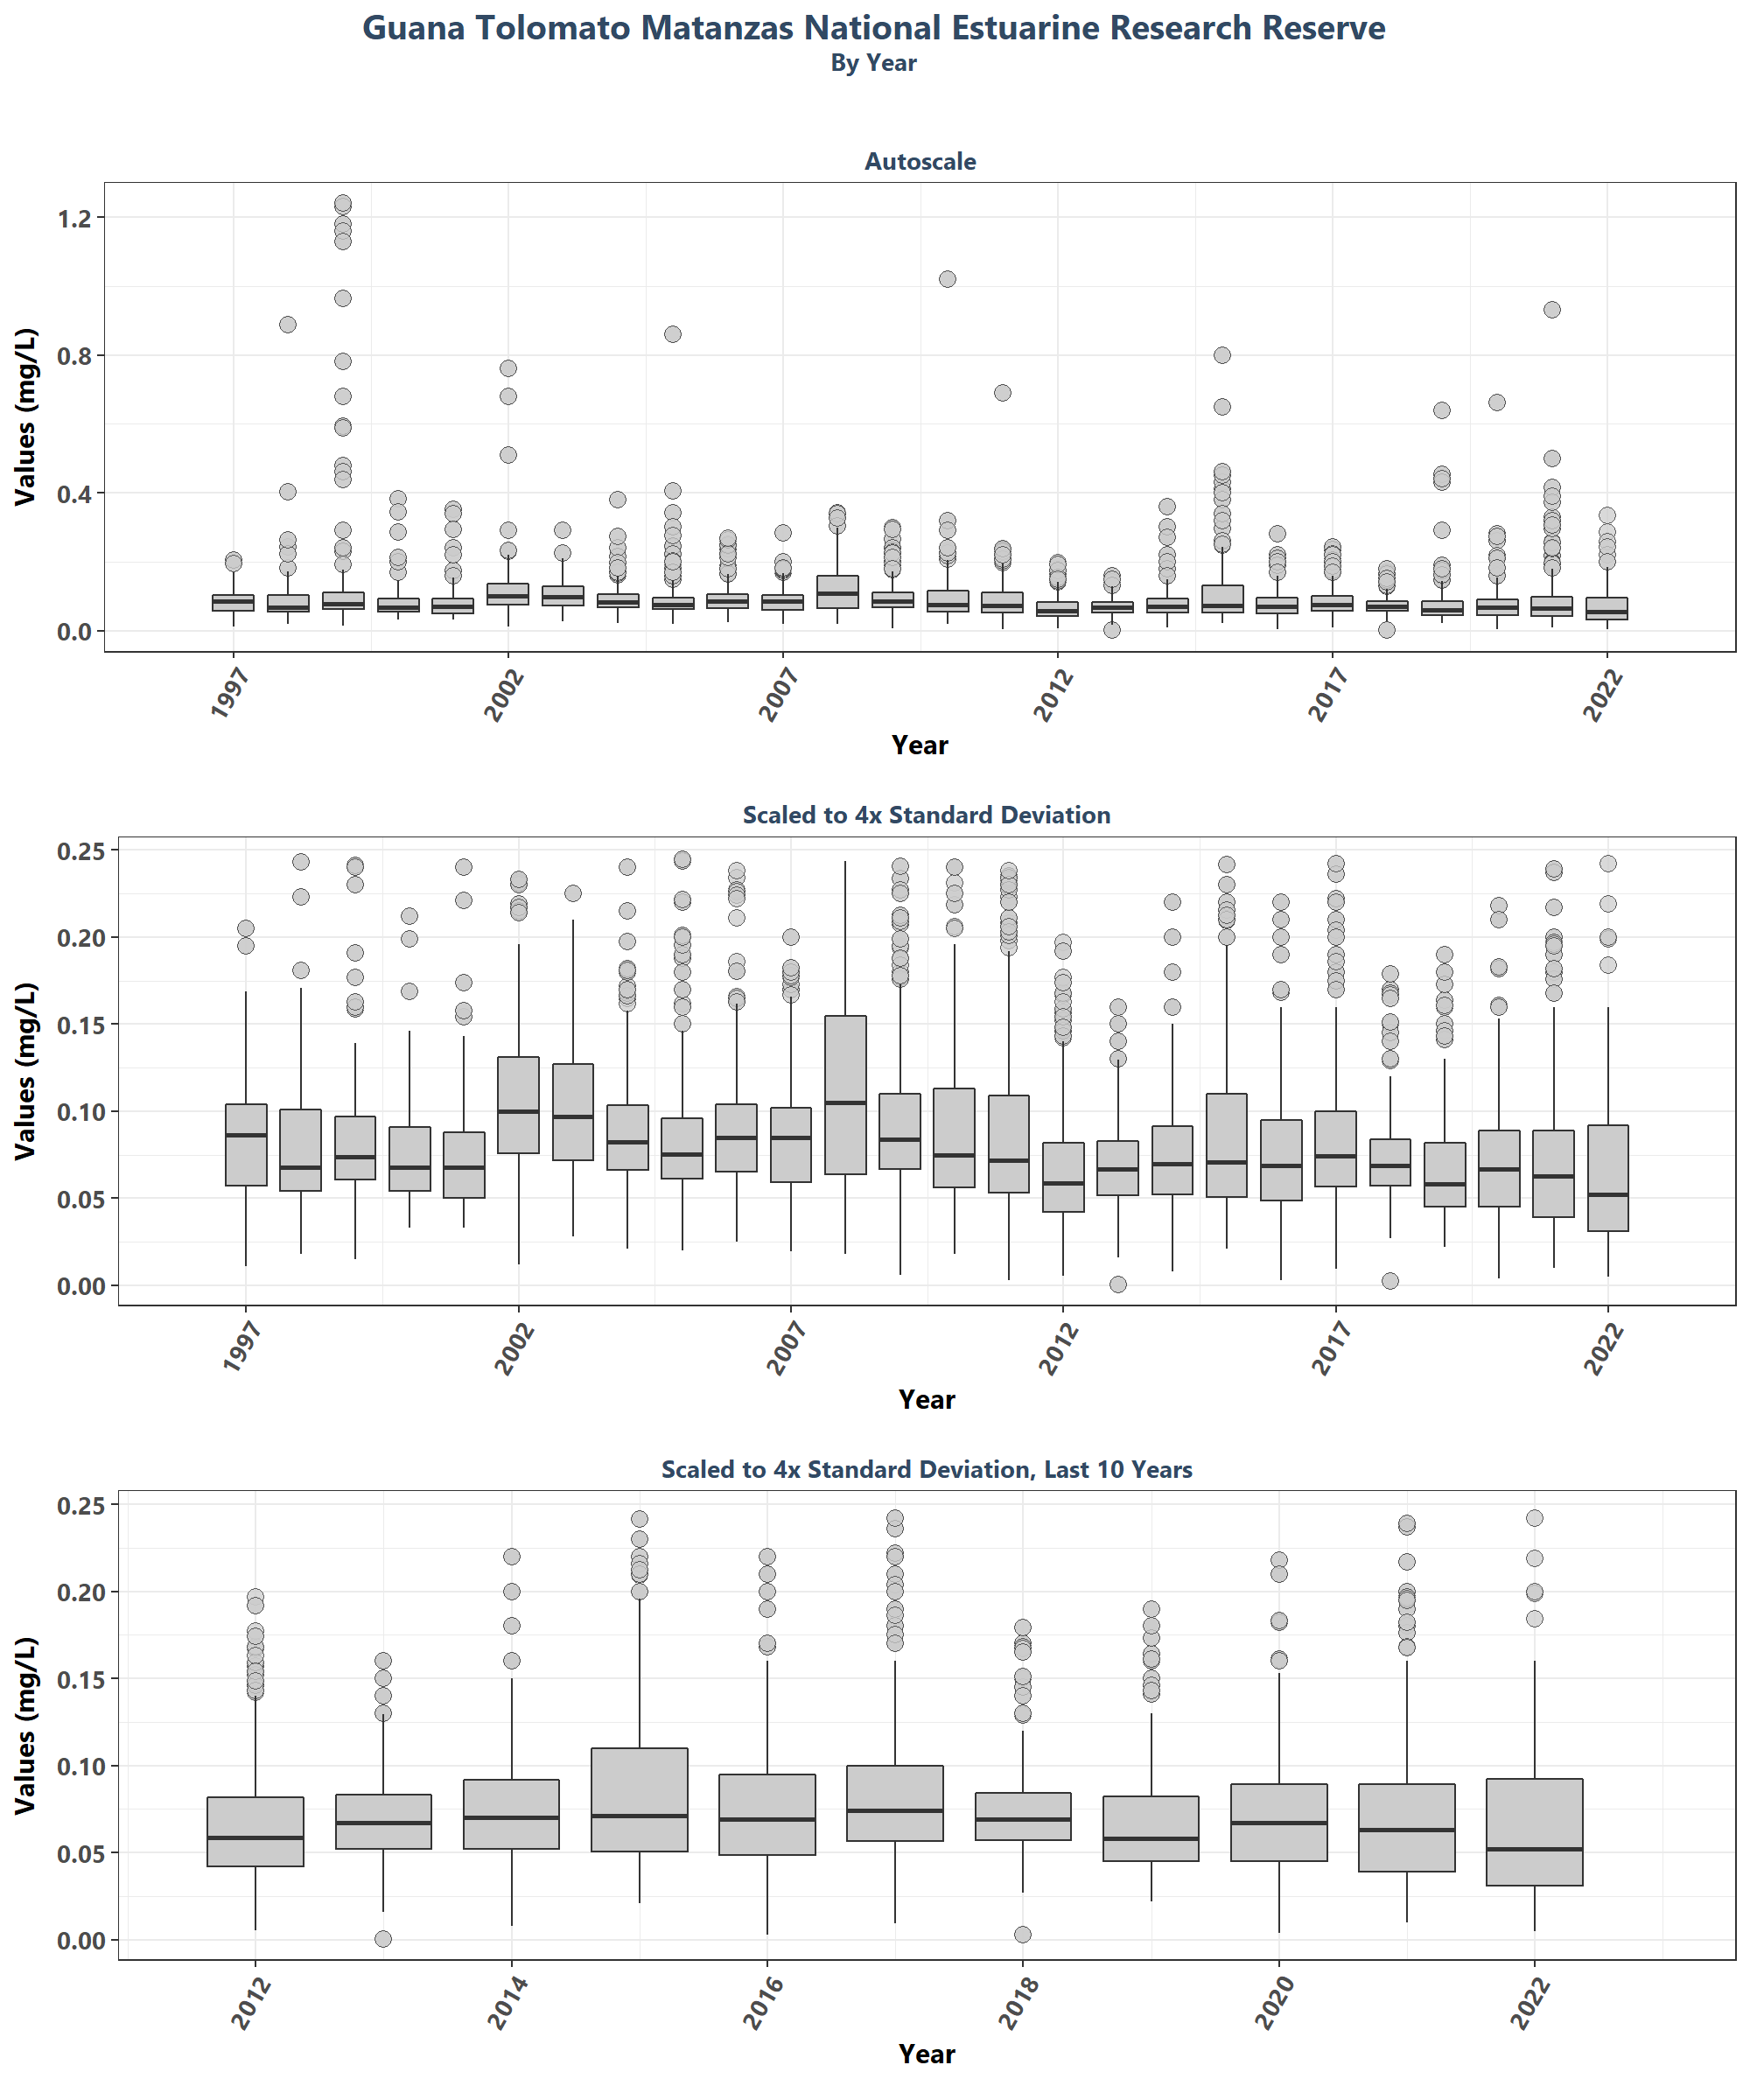 Guana Tolomato Matanzas National Estuarine Research Reserve
By Year
Autoscale
Values (mg/L)
1.2
0.8
0.4
0.0
1997 2002 2007 2012 2017 2022
Year
Scaled to 4x Standard Deviation
Values (mg/L)
0.25
0.20
0.15
0.10
0.05
0.00
1997 2002 2007 2012 2017 2022
Year
Scaled to 4x Standard Deviation, Last 10 Years
Values (mg/L)
0.25
0.20
0.15
0.10
0.05
0.00
2012 2014 2016 2018 2020 2022
Year